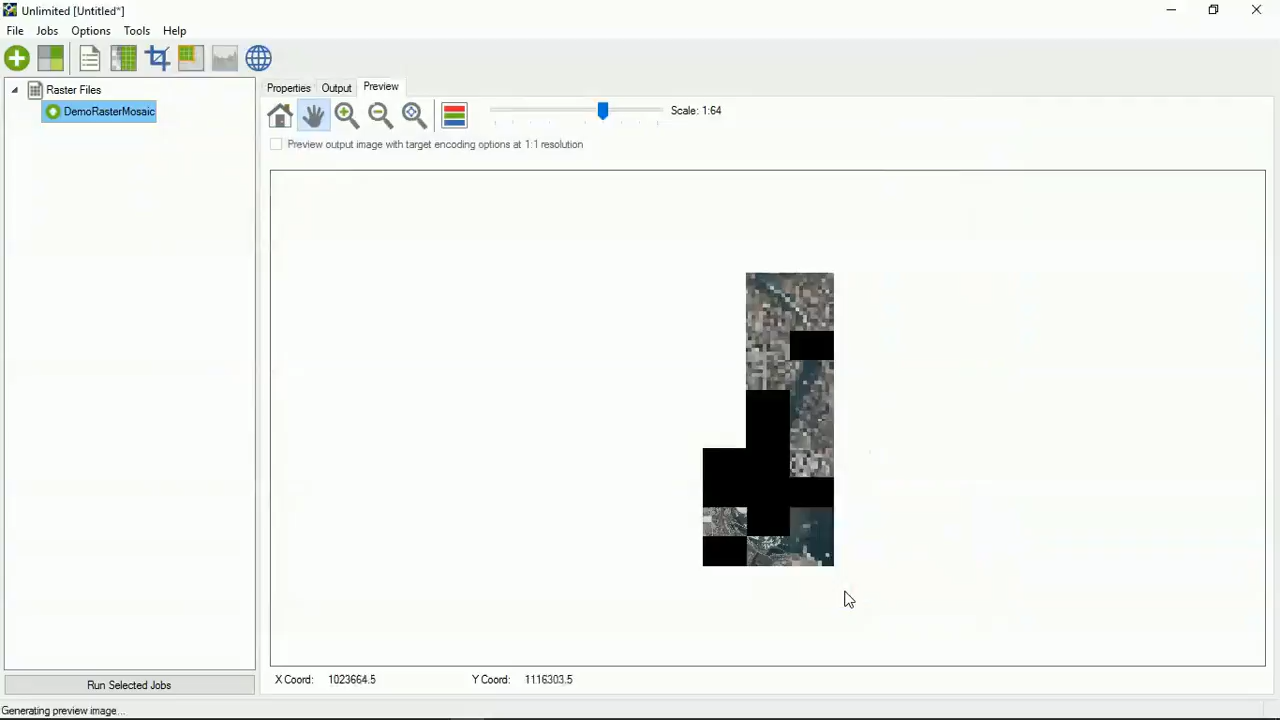 Unlimited [Untitled*]
File Jobs Options Tools Help
Raster Files
DemoRasterMosaic
Properties Output Preview
Scale: 1:64
Preview output image with target encoding options at 1:1 resolution
X Coord: 1023664.5 Y Coord: 1116303.5
Run Selected Jobs
Generating preview image...